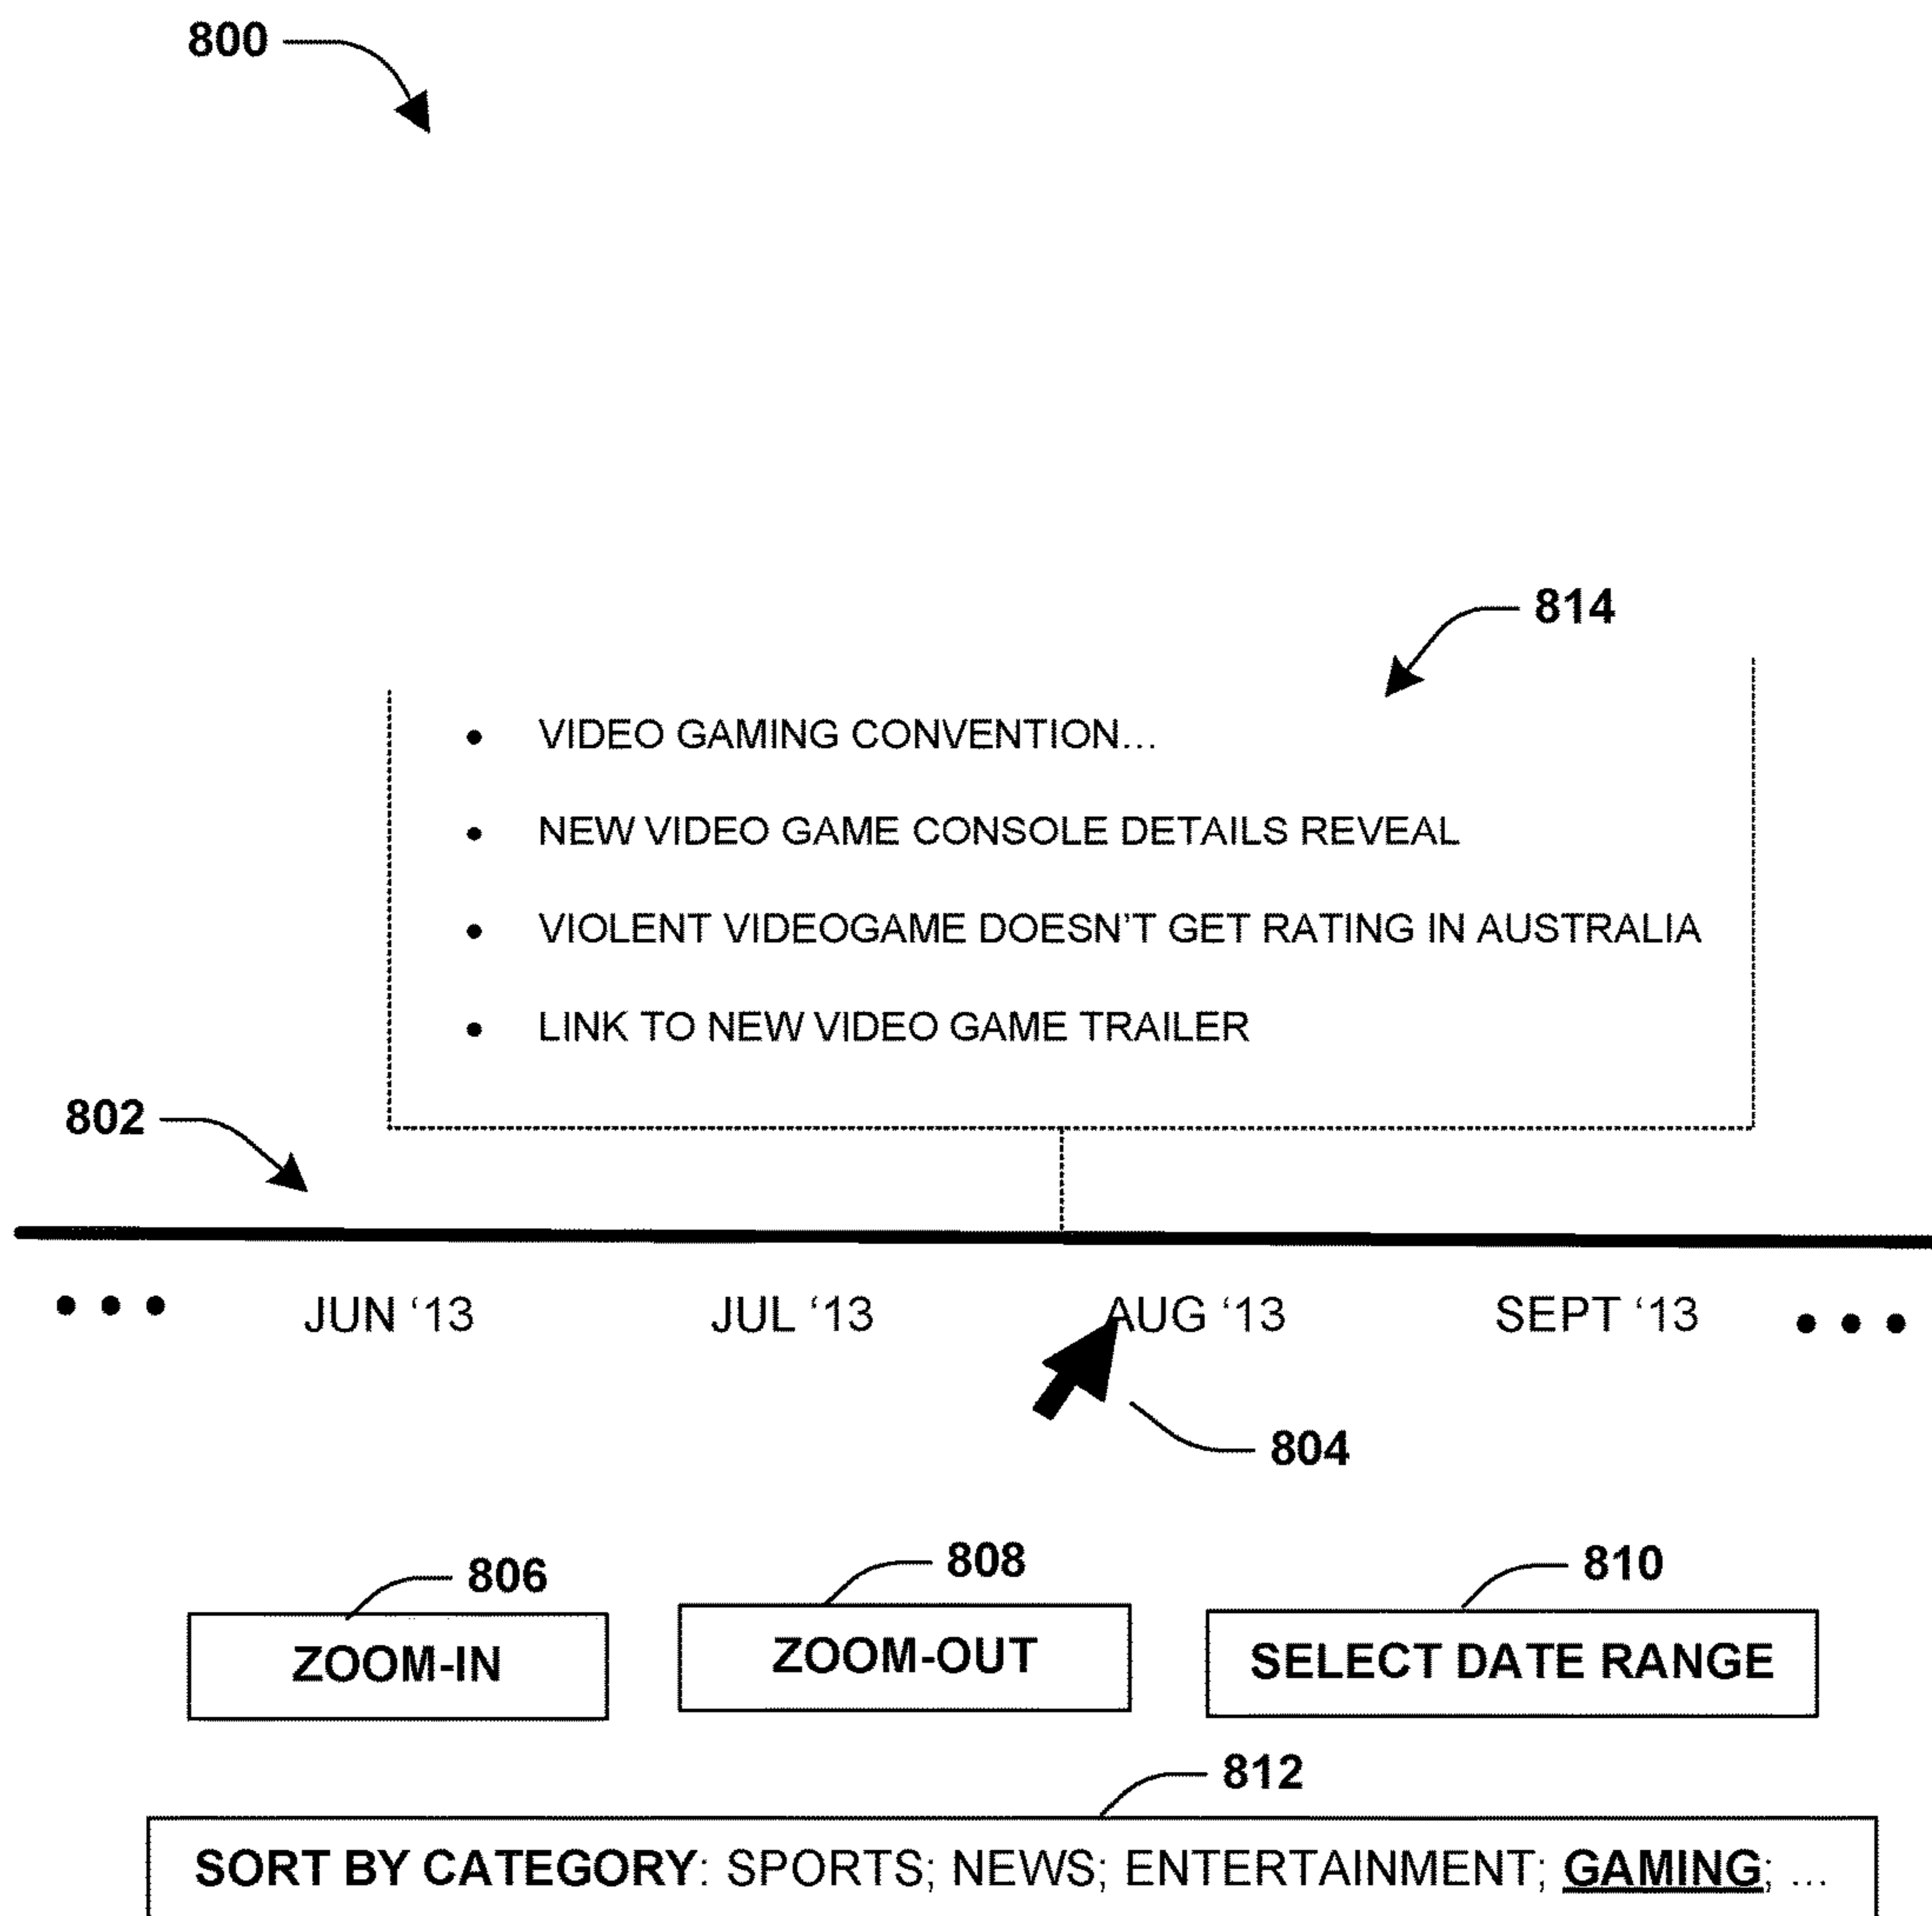 800
814
• VIDEO GAMING CONVENTION...
• NEW VIDEO GAME CONSOLE DETAILS REVEAL
• VIOLENT VIDEOGAME DOESN'T GET RATING IN AUSTRALIA
• LINK TO NEW VIDEO GAME TRAILER
802
• • • JUN ‘13 JUL ‘13 AUG ‘13 SEPT ‘13 • • •
804
806 808 810
ZOOM-IN ZOOM-OUT SELECT DATE RANGE
812
SORT BY CATEGORY: SPORTS; NEWS; ENTERTAINMENT; GAMING; ...